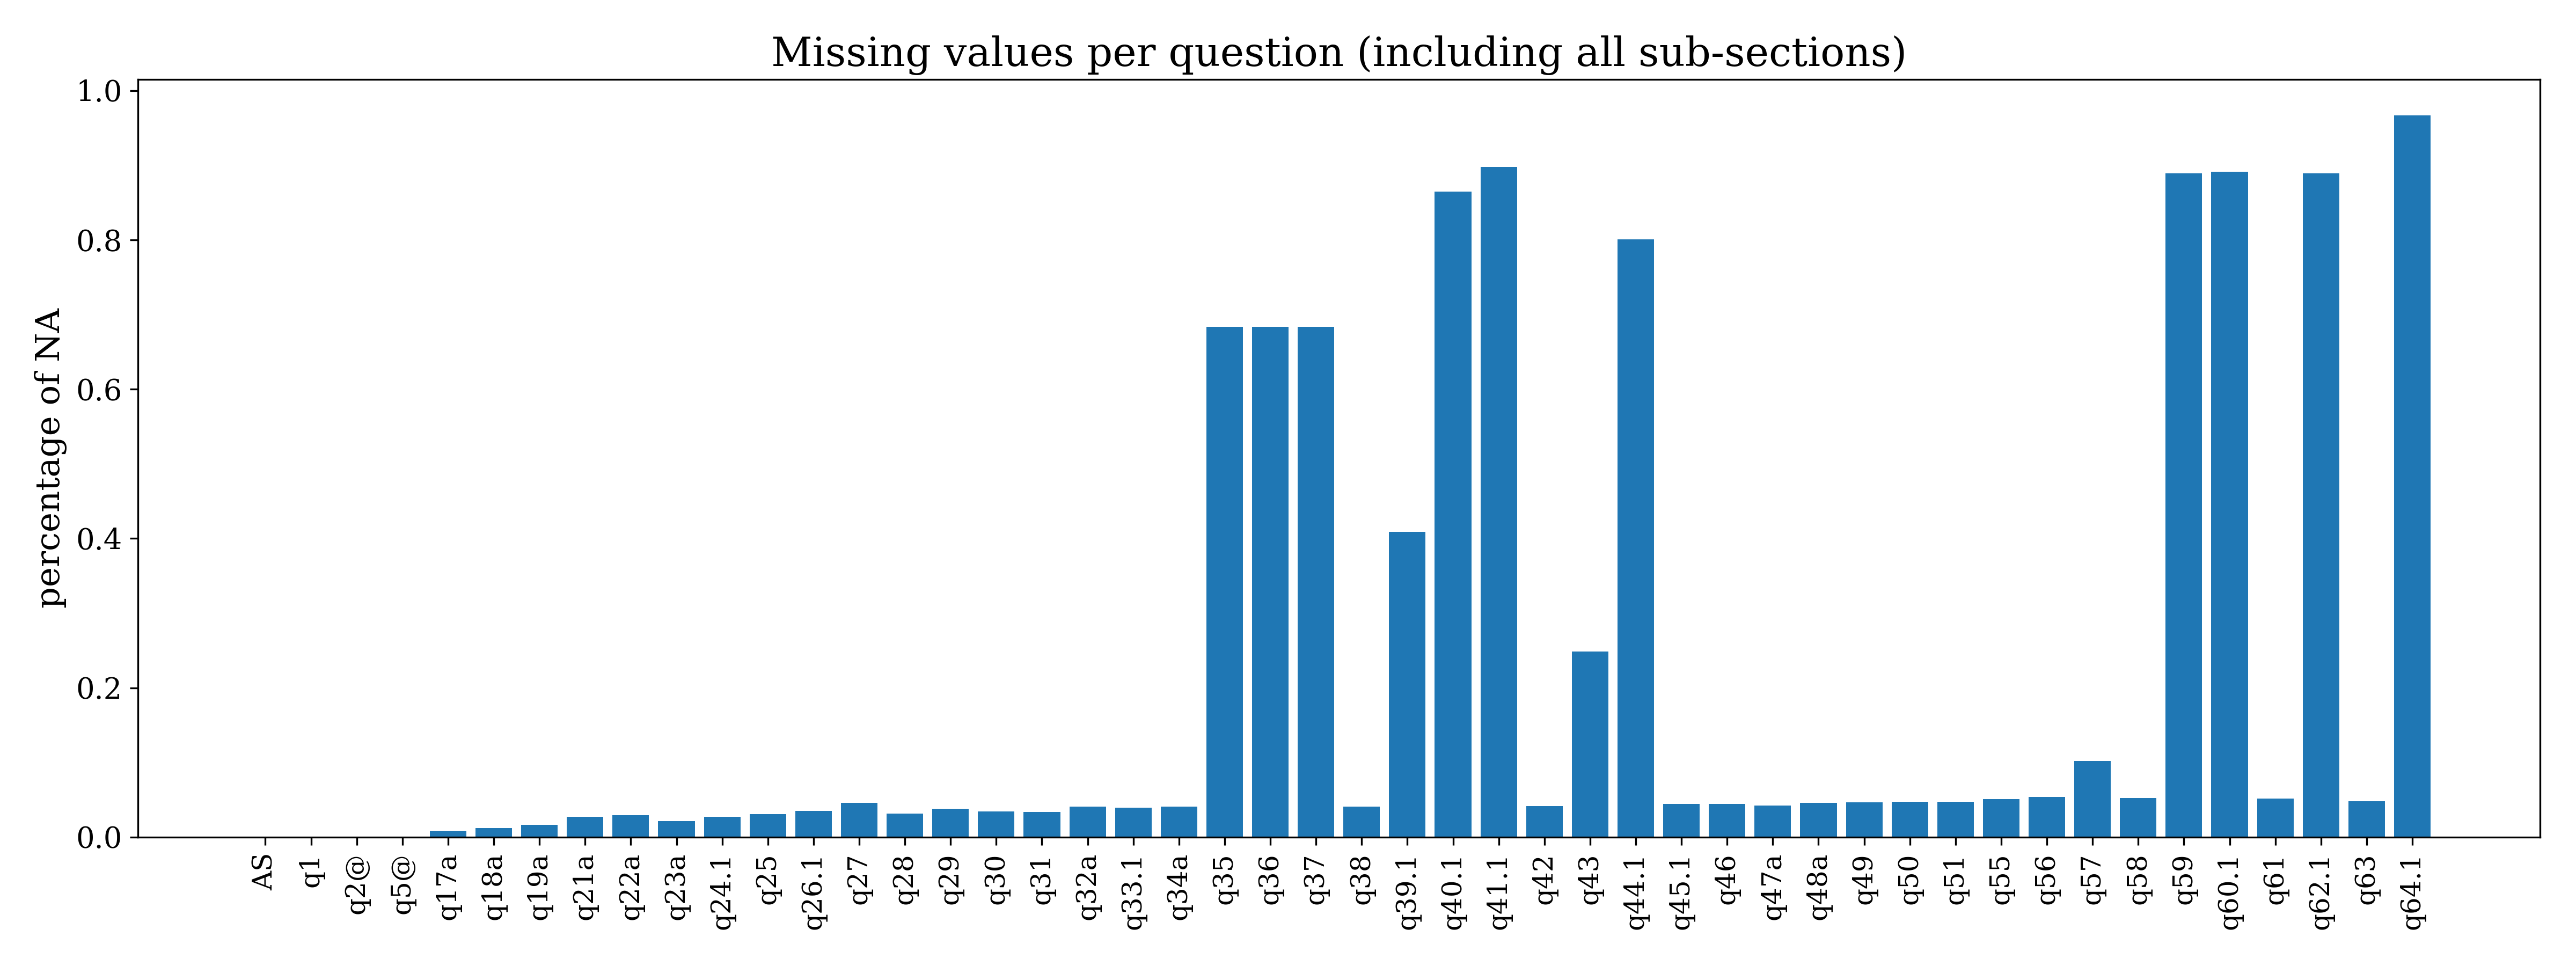 Missing values per question (including all sub-sections)
percentage of NA
1.0
0.8
0.6
0.4
0.2
0.0
AS
q1
q2@
q5@
q17a
q18a
q19a
q21a
q22a
q23a
q24.1
q25
q26.1
q27
q28
q29
q30
q31
q32a
q33.1
q34a
q35
q36
q37
q38
q39.1
q40.1
q41.1
q42
q43
q44.1
q45.1
q46
q47a
q48a
q49
q50
q51
q55
q56
q57
q58
q59
q60.1
q61
q62.1
q63
q64.1